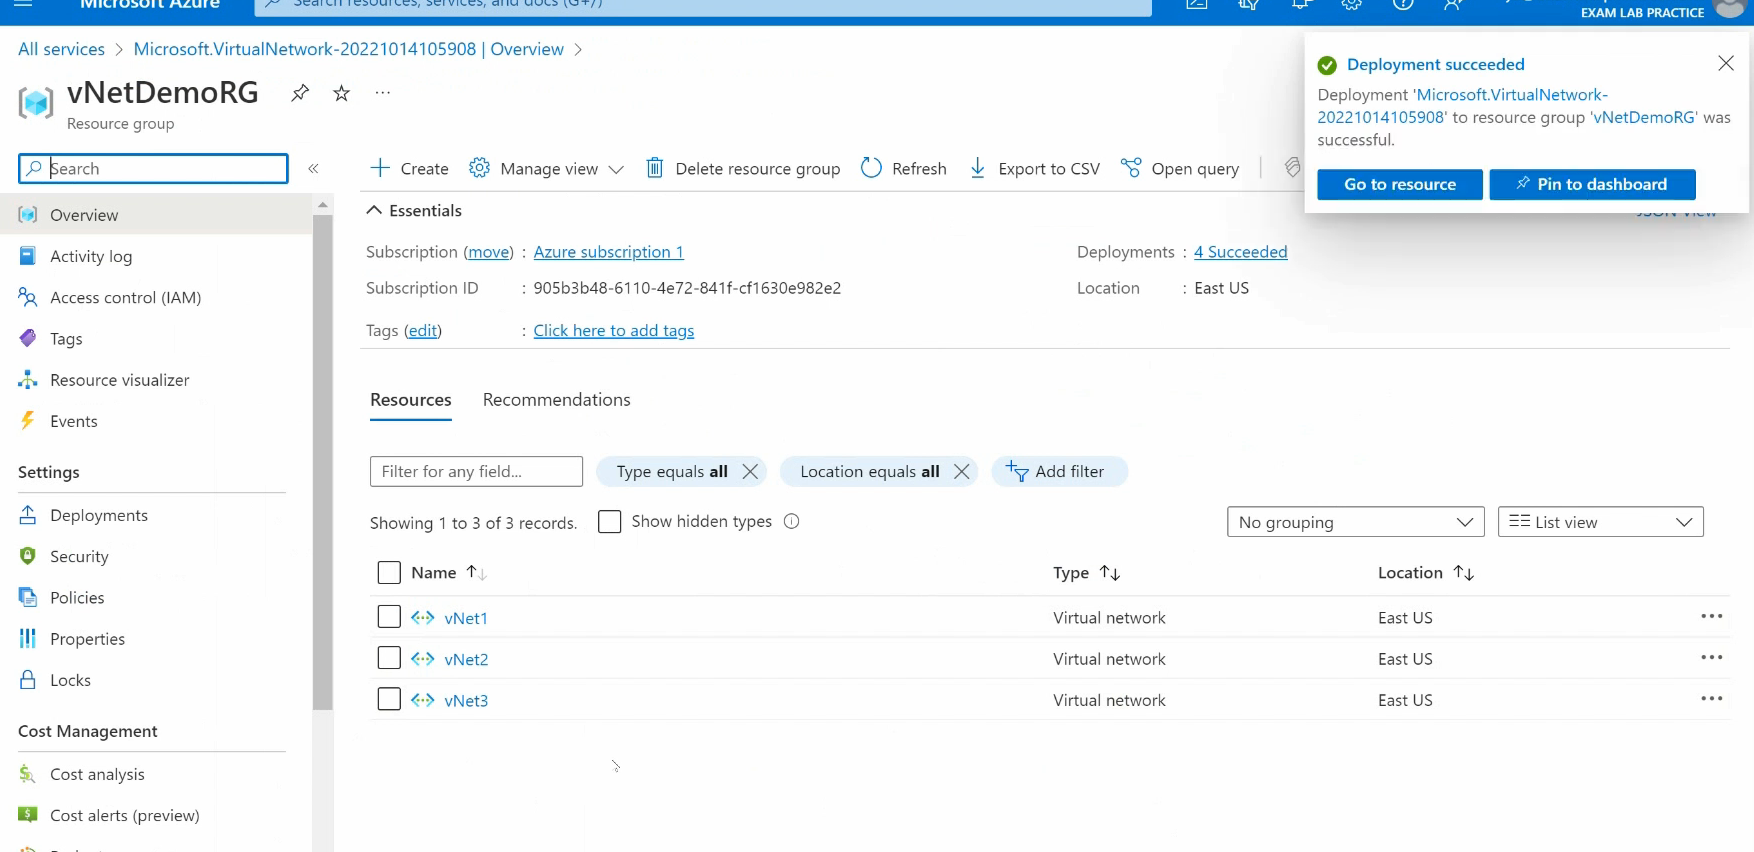 Microsoft Azure
Search resources, services, and docs (G+/)
EXAM LAB PRACTICE
All services > Microsoft.VirtualNetwork-20221014105908 | Overview >
vNetDemoRG
...
Resource group
Deployment succeeded
Deployment 'Microsoft.VirtualNetwork-
20221014105908' to resource group 'vNetDemoRG' was
successful.
Go to resource
Pin to dashboard
Search
«
Create
Manage view
Delete resource group
Refresh
Export to CSV
Open query
JSON View
Overview
Activity log
Access control (IAM)
Tags
Resource visualizer
Events
Settings
Deployments
Security
Policies
Properties
Locks
Cost Management
Cost analysis
Cost alerts (preview)
Essentials
Subscription (move) : Azure subscription 1
Subscription ID : 905b3b48-6110-4e72-841f-cf1630e982e2
Tags (edit) : Click here to add tags
Deployments : 4 Succeeded
Location : East US
Resources
Recommendations
Filter for any field...
Type equals all
Location equals all
Add filter
Showing 1 to 3 of 3 records.
Show hidden types
No grouping
List view
Name Type Location
vNet1 Virtual network East US ...
vNet2 Virtual network East US ...
vNet3 Virtual network East US ...